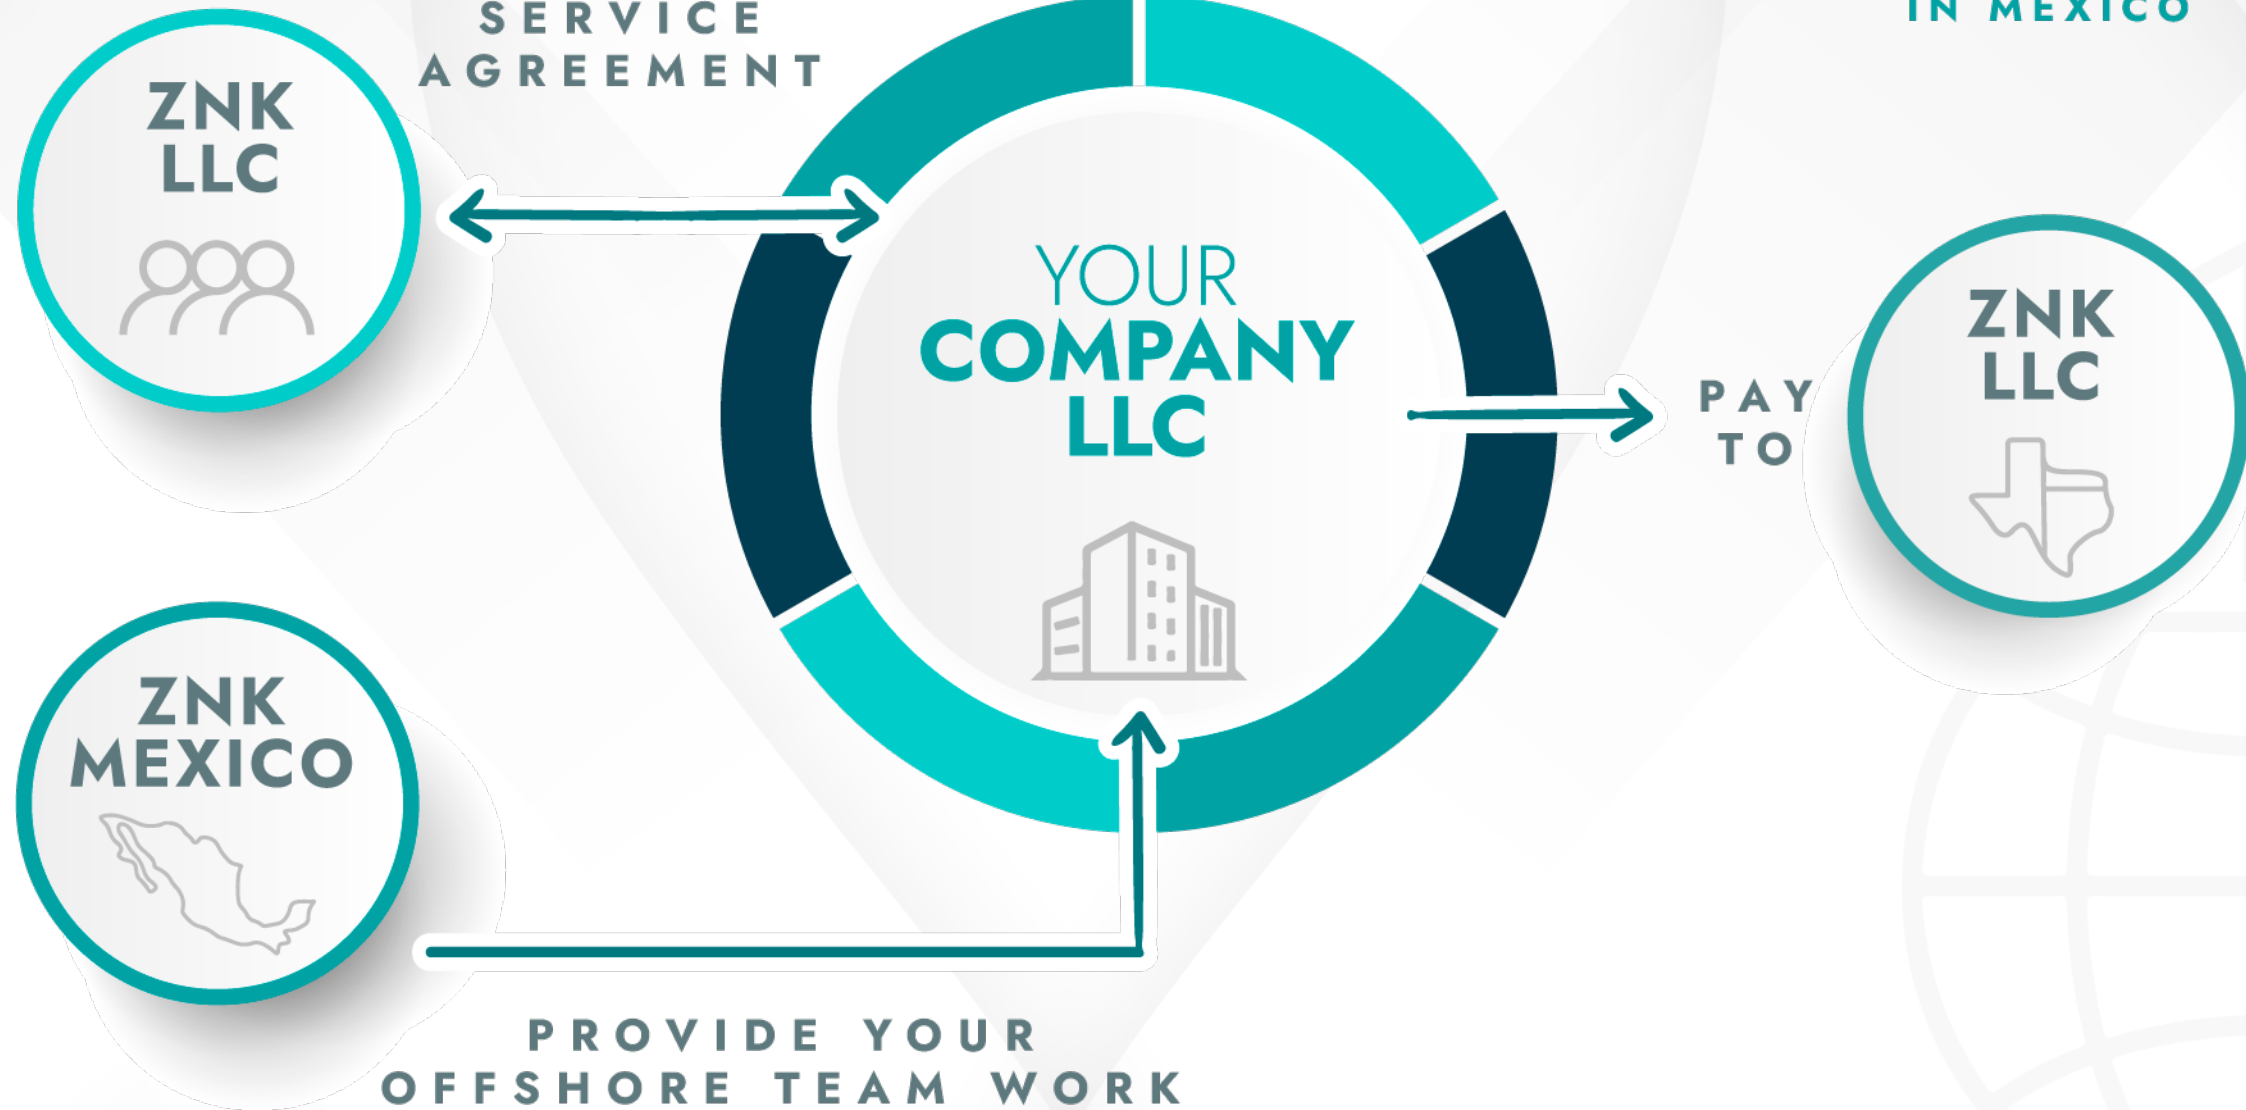 SERVICE
AGREEMENT
IN MEXICO
ZNK
LLC
YOUR
COMPANY
LLC
PAY
TO
ZNK
LLC
ZNK
MEXICO
PROVIDE YOUR
OFFSHORE TEAM WORK